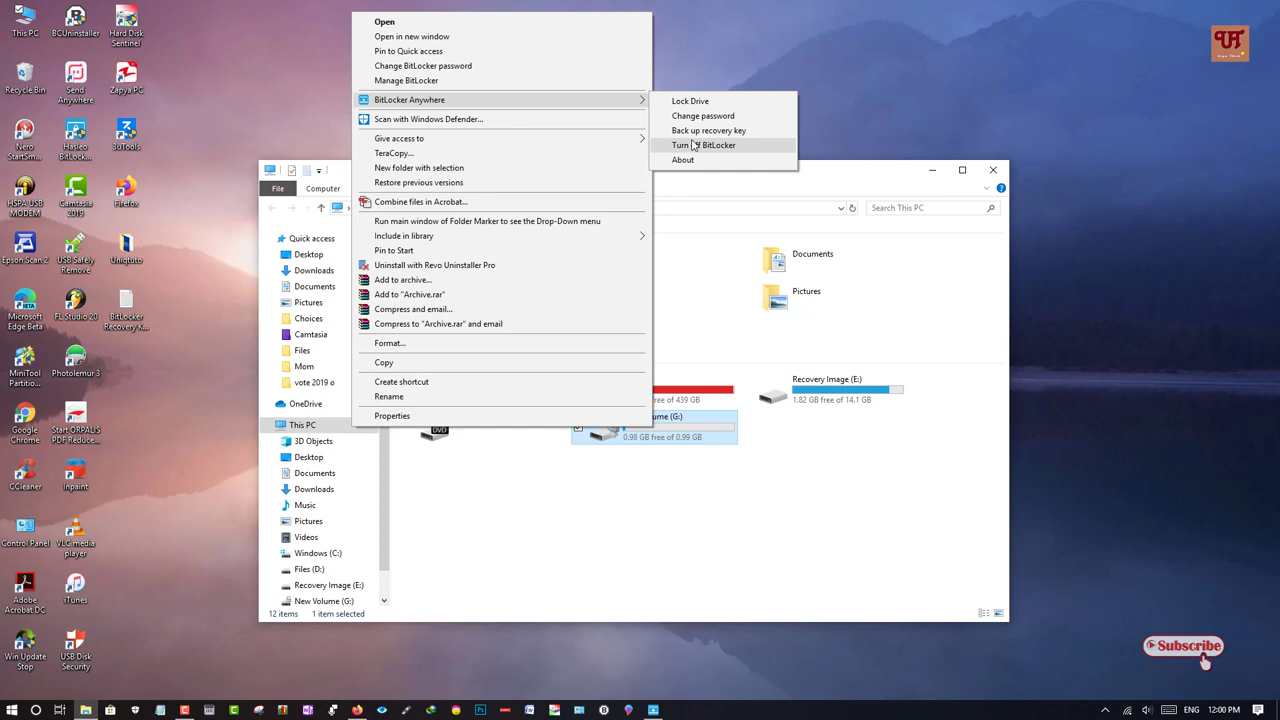 This PC
BCUninstaller
Hard Disk
Sentinel
Recycle.Bin
Send
Anywhere
Zapya PC
Nero
StartSm...
Hasleo
BitLocke...
3uTools
HSPA USB
MODEM
Camtasia
2019
Firefox
Epson Scan 2
USB Safely
Remove
Uniqtuto
Microsoft
Edge Beta
FL Studio 20
BitLocker
Recovery K...
MiniTool
Partitio...
Photolemur 3
Google
Chrome
Start ORPALIS
PDF Reduce...
CCleaner
Inpaint
Control Panel
VLC media
player
Adobe
Acrobat DC
iTunes
Win Update
Stop
USB Disk
Security
Open
Open in new window
Pin to Quick access
Change BitLocker password
Manage BitLocker
BitLocker Anywhere
Scan with Windows Defender...
Give access to
TeraCopy...
New folder with selection
Restore previous versions
Combine files in Acrobat...
Run main window of Folder Marker to see the Drop-Down menu
Include in library
Pin to Start
Uninstall with Revo Uninstaller Pro
Add to archive...
Add to "Archive.rar"
Compress and email...
Compress to "Archive.rar" and email
Format...
Copy
Create shortcut
Rename
Properties
Lock Drive
Change password
Back up recovery key
Turn off BitLocker
About
File
Computer
Search This PC
Quick access
Desktop
Downloads
Documents
Pictures
Choices
Camtasia
Files
Mom
vote 2019 o
OneDrive
This PC
3D Objects
Desktop
Documents
Downloads
Music
Pictures
Videos
Windows (C:)
Files (D:)
Recovery Image (E:)
New Volume (G:)
Documents
Pictures
free of 439 GB
Recovery Image (E:)
1.82 GB free of 14.1 GB
DVD
ume (G:)
0.98 GB free of 0.99 GB
12 items
1 item selected
UT
Subscribe
12:00 PM